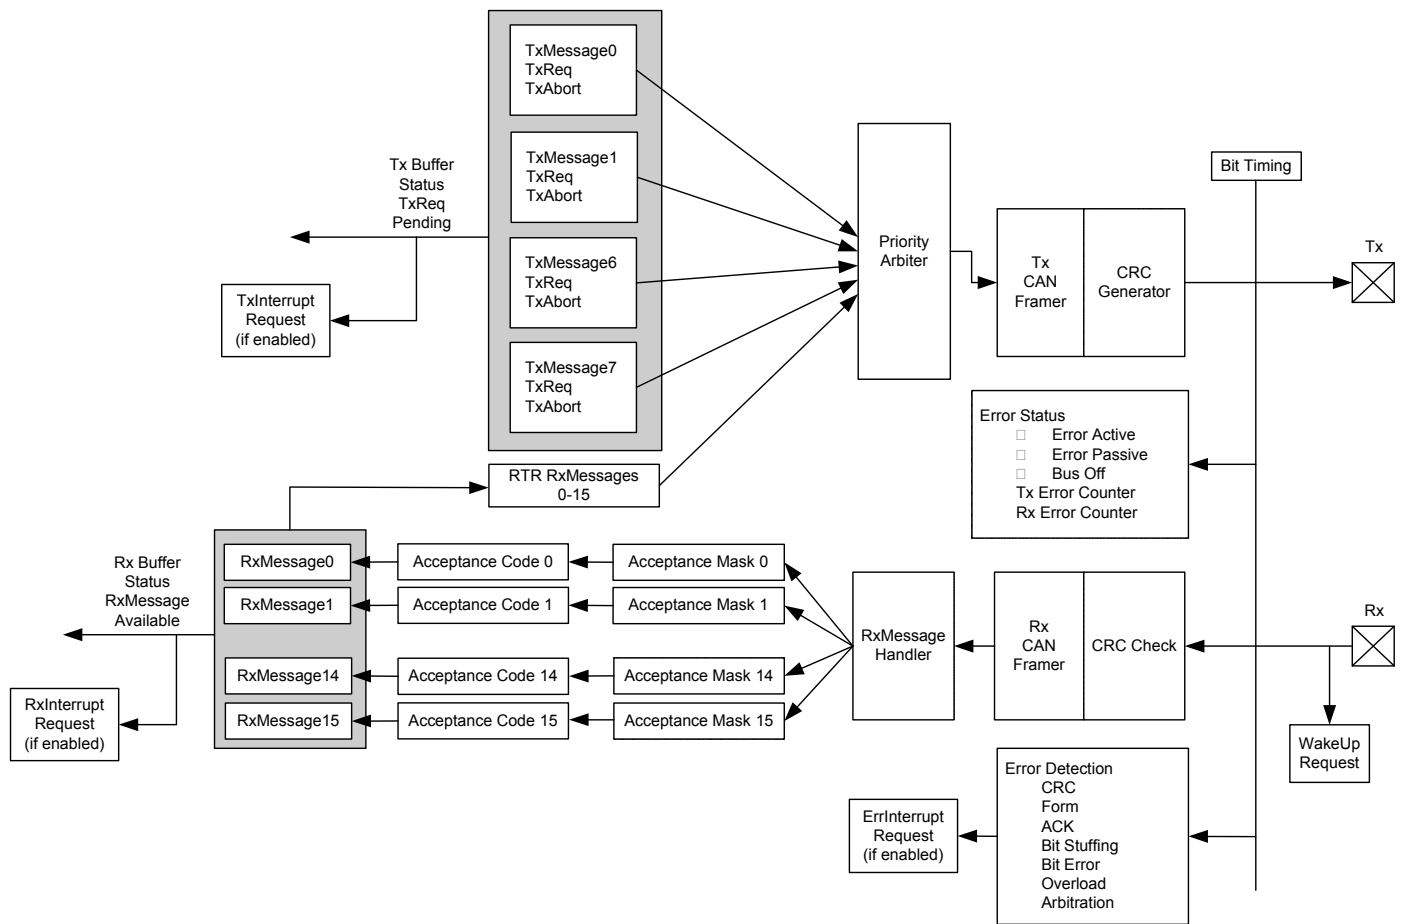 TxMessage0
TxReq
TxAbort
TxMessage1
TxReq
TxAbort
TxMessage6
TxReq
TxAbort
TxMessage7
TxReq
TxAbort
Tx Buffer
Status
TxReq
Pending
TxInterrupt
Request
(if enabled)
Priority
Arbiter
Tx
CAN
Framer
CRC
Generator
Bit Timing
Tx
Error Status
Error Active
Error Passive
Bus Off
Tx Error Counter
Rx Error Counter
RTR RxMessages
0-15
Rx Buffer
Status
RxMessage
Available
RxInterrupt
Request
(if enabled)
RxMessage0
Acceptance Code 0
Acceptance Mask 0
RxMessage1
Acceptance Code 1
Acceptance Mask 1
RxMessage14
Acceptance Code 14
Acceptance Mask 14
RxMessage15
Acceptance Code 15
Acceptance Mask 15
RxMessage
Handler
Rx
CAN
Framer
CRC Check
Rx
WakeUp
Request
Error Detection
CRC
Form
ACK
Bit Stuffing
Bit Error
Overload
Arbitration
ErrInterrupt
Request
(if enabled)